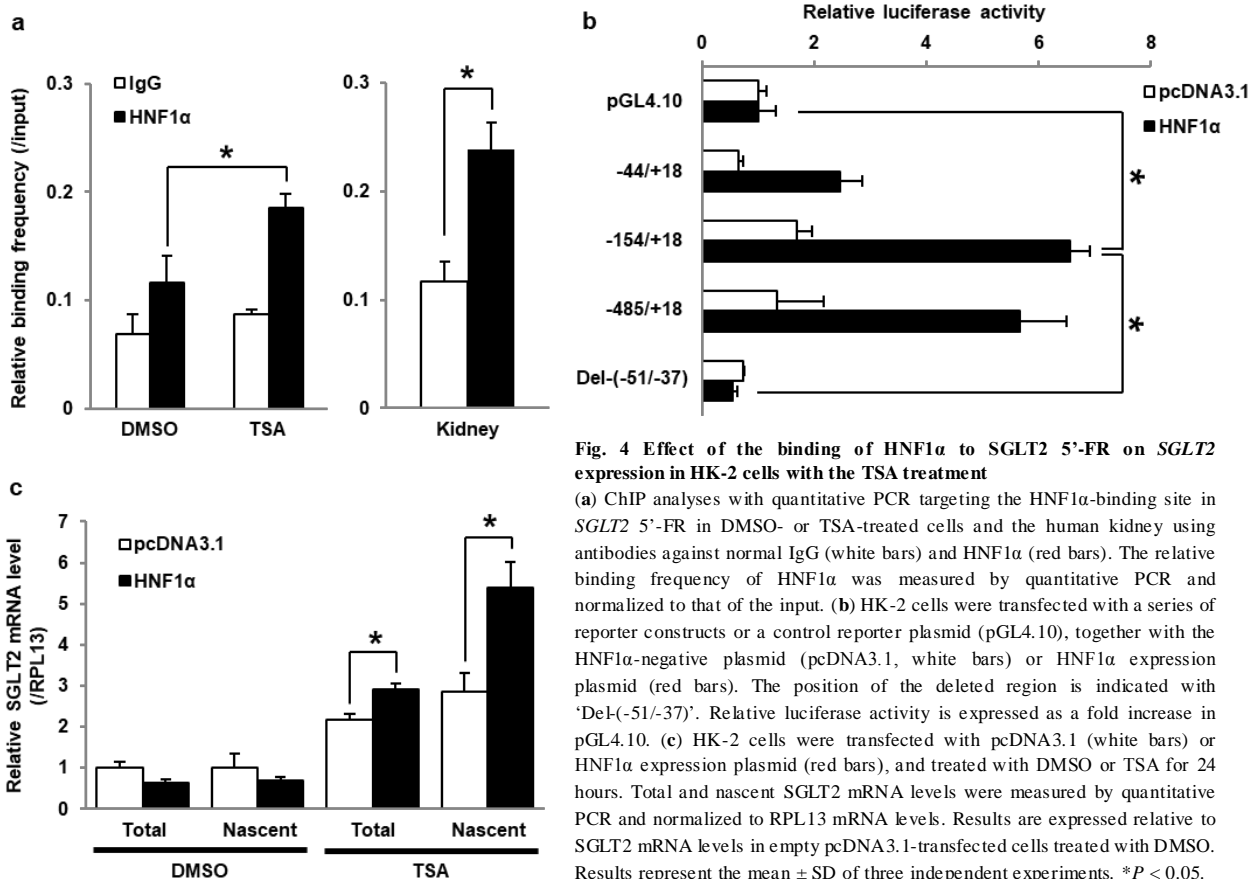 a
Relative binding frequency (/input)
IgG
HNF1α
0.3
0.2
0.1
0
*
DMSO
TSA
0.3
0.2
0.1
0
*
Kidney
b
Relative luciferase activity
0 2 4 6 8
pcDNA3.1
HNF1α
pGL4.10
-44/+18
-154/+18
-485/+18
Del-(-51/-37)
*
*
c
Relative SGLT2 mRNA level
(/RPL13)
pcDNA3.1
HNF1α
7
6
5
4
3
2
1
0
*
*
Total Nascent Total Nascent
DMSO TSA
Fig. 4 Effect of the binding of HNF1α to SGLT2 5’-FR on SGLT2
expression in HK-2 cells with the TSA treatment
(a) ChIP analyses with quantitative PCR targeting the HNF1α-binding site in
SGLT2 5’-FR in DMSO- or TSA-treated cells and the human kidney using
antibodies against normal IgG (white bars) and HNF1α (red bars). The relative
binding frequency of HNF1α was measured by quantitative PCR and
normalized to that of the input. (b) HK-2 cells were transfected with a series of
reporter constructs or a control reporter plasmid (pGL4.10), together with the
HNF1α-negative plasmid (pcDNA3.1, white bars) or HNF1α expression
plasmid (red bars). The position of the deleted region is indicated with
‘Del-(-51/-37)’. Relative luciferase activity is expressed as a fold increase in
pGL4.10. (c) HK-2 cells were transfected with pcDNA3.1 (white bars) or
HNF1α expression plasmid (red bars), and treated with DMSO or TSA for 24
hours. Total and nascent SGLT2 mRNA levels were measured by quantitative
PCR and normalized to RPL13 mRNA levels. Results are expressed relative to
SGLT2 mRNA levels in empty pcDNA3.1-transfected cells treated with DMSO.
Results represent the mean ± SD of three independent experiments. *P < 0.05.